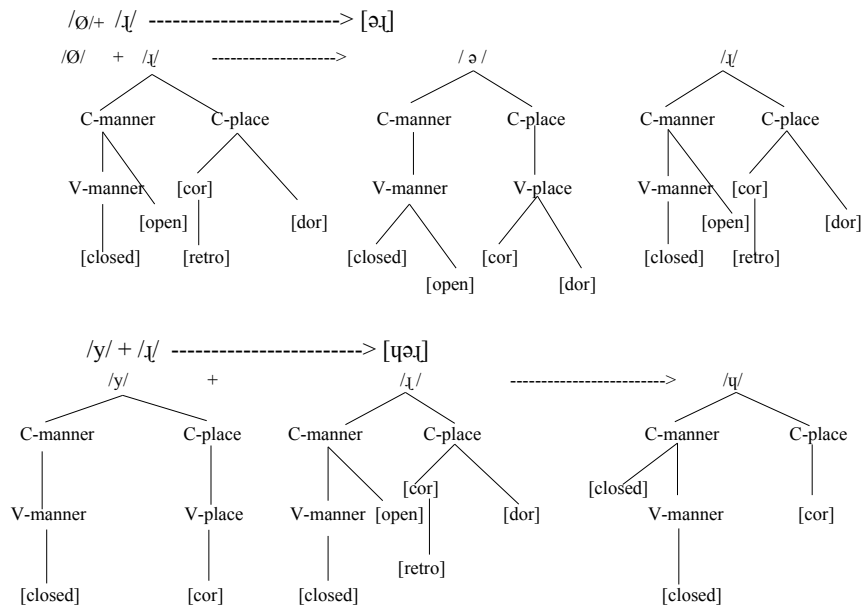 /Ø/+ /ɻ/ ----------------------> [əɻ]
/Ø/ + /ɻ/ --------------------> / ə / /ɻ/
C-manner C-place C-manner C-place C-manner C-place
V-manner [cor] V-manner V-place V-manner [cor]
[open] [dor] [open] [dor]
[closed] [retro] [closed] [cor] [closed] [retro]
[open] [dor]
/y/ + /ɻ/ ----------------------> [ɥəɻ]
/y/ + /ɻ / -------------------------> /ɥ/
C-manner C-place C-manner C-place C-manner C-place
[cor] [closed]
V-manner V-place V-manner [open] [dor] V-manner [cor]
[retro]
[closed] [cor] [closed] [closed]